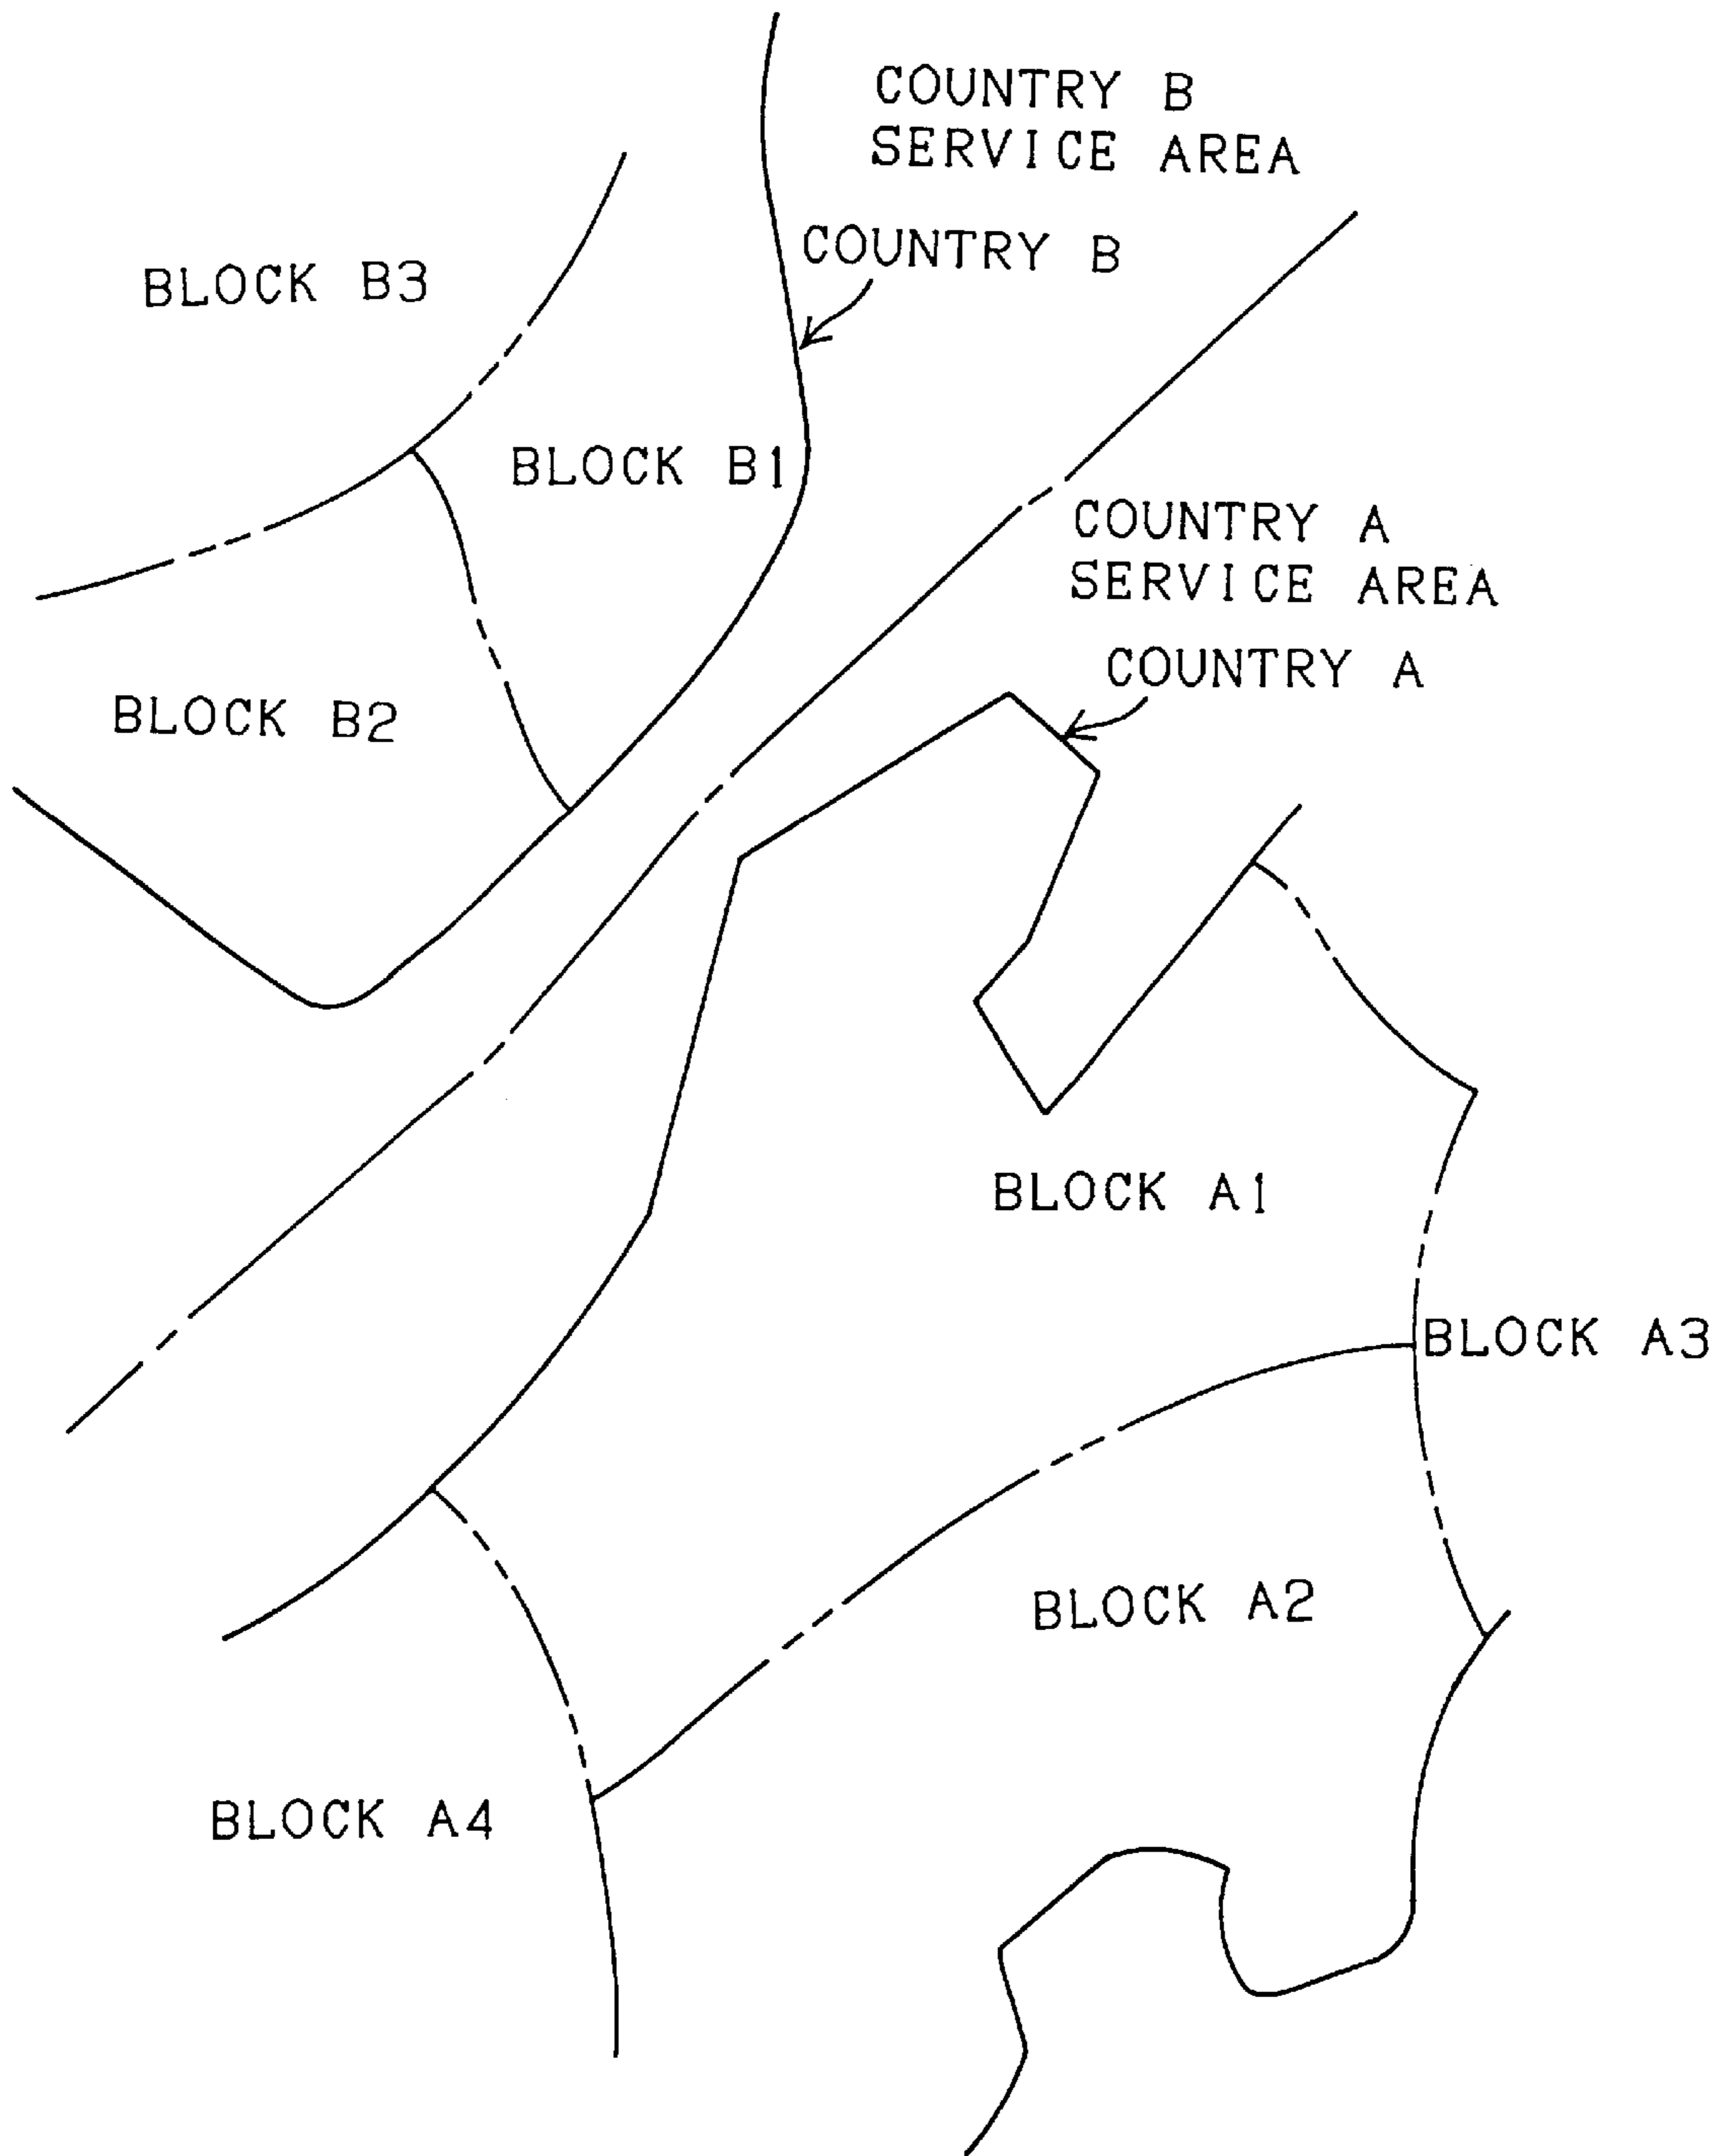 COUNTRY B
SERVICE AREA
COUNTRY B
BLOCK B3
BLOCK B1
COUNTRY A
SERVICE AREA
COUNTRY A
BLOCK B2
BLOCK A1
BLOCK A3
BLOCK A2
BLOCK A4